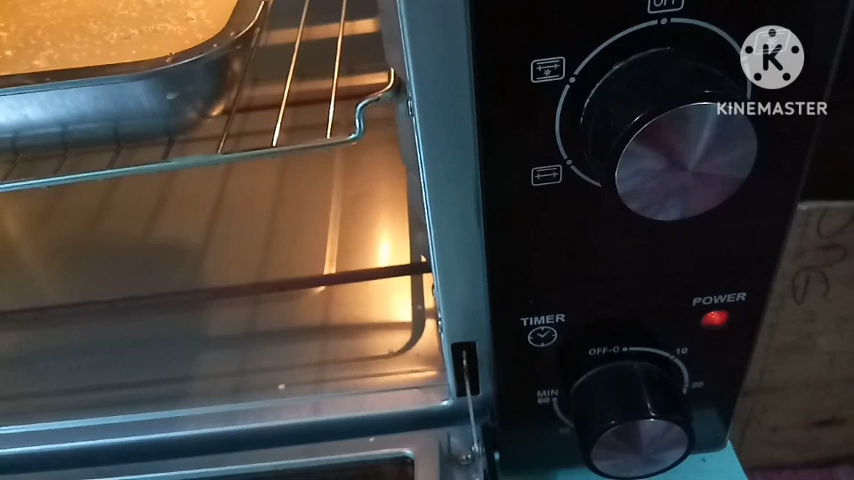 OFF
K
KINEMASTER
POWER
TIMER
OFF-0
10
20
MIN
60